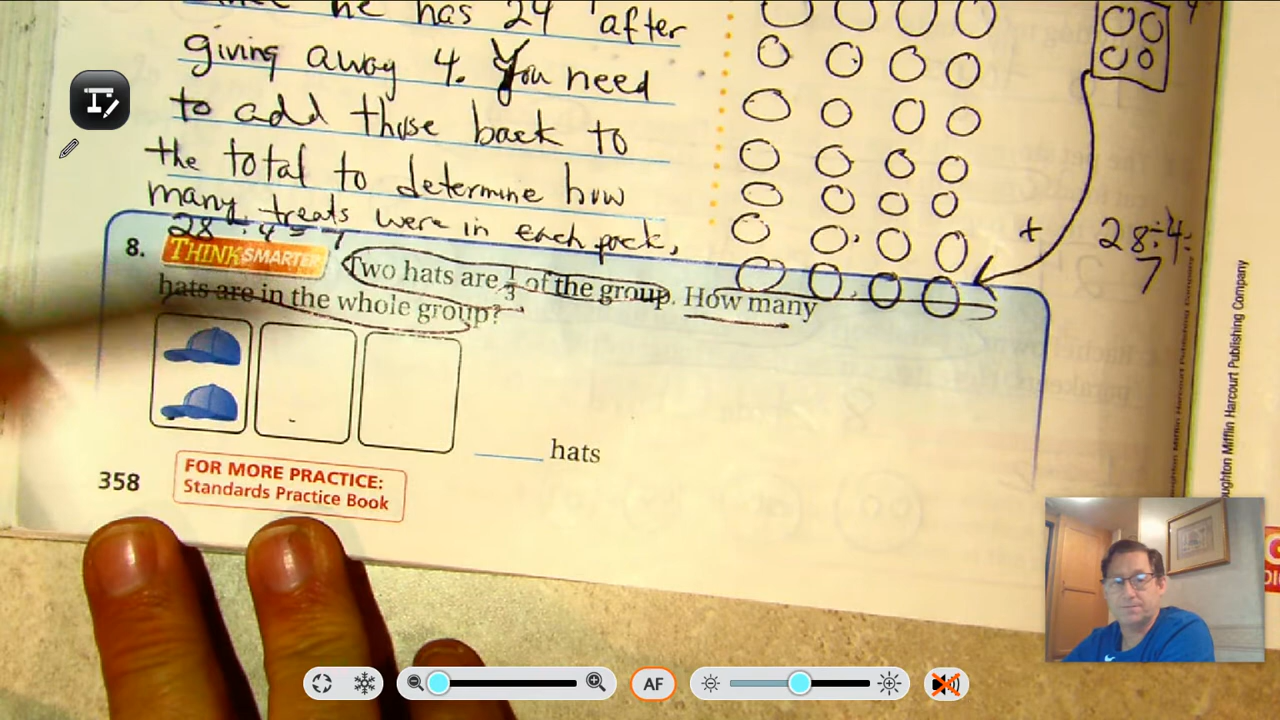 he has 24 after
giving away 4. You need
to add those back to
the total to determine how
many treats were in each pack,
28 ÷ 4 = 7
+
28÷4=
7
8. THINK SMARTER Two hats are 1/3 of the group. How many
hats are in the whole group?
____ hats
358
FOR MORE PRACTICE:
Standards Practice Book
Houghton Mifflin Harcourt Publishing Company
AF